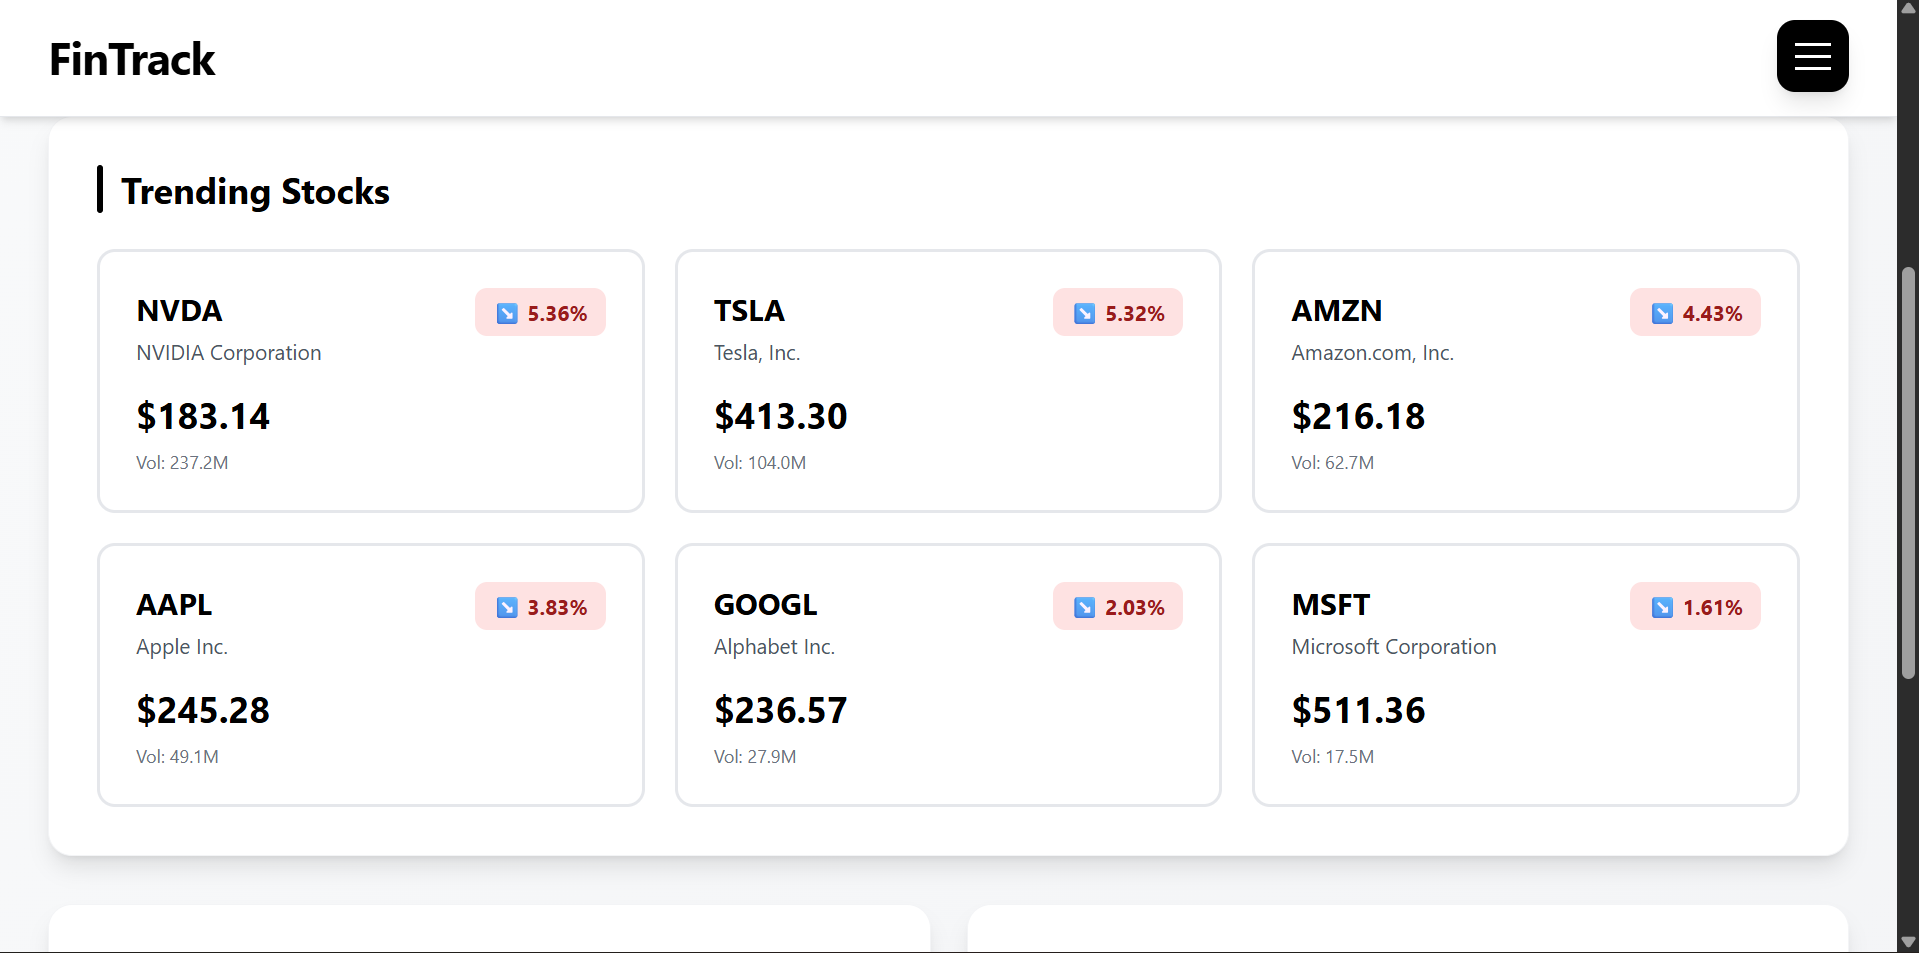 FinTrack
Trending Stocks
NVDA
5.36%
NVIDIA Corporation
$183.14
Vol: 237.2M
TSLA
5.32%
Tesla, Inc.
$413.30
Vol: 104.0M
AMZN
4.43%
Amazon.com, Inc.
$216.18
Vol: 62.7M
AAPL
3.83%
Apple Inc.
$245.28
Vol: 49.1M
GOOGL
2.03%
Alphabet Inc.
$236.57
Vol: 27.9M
MSFT
1.61%
Microsoft Corporation
$511.36
Vol: 17.5M